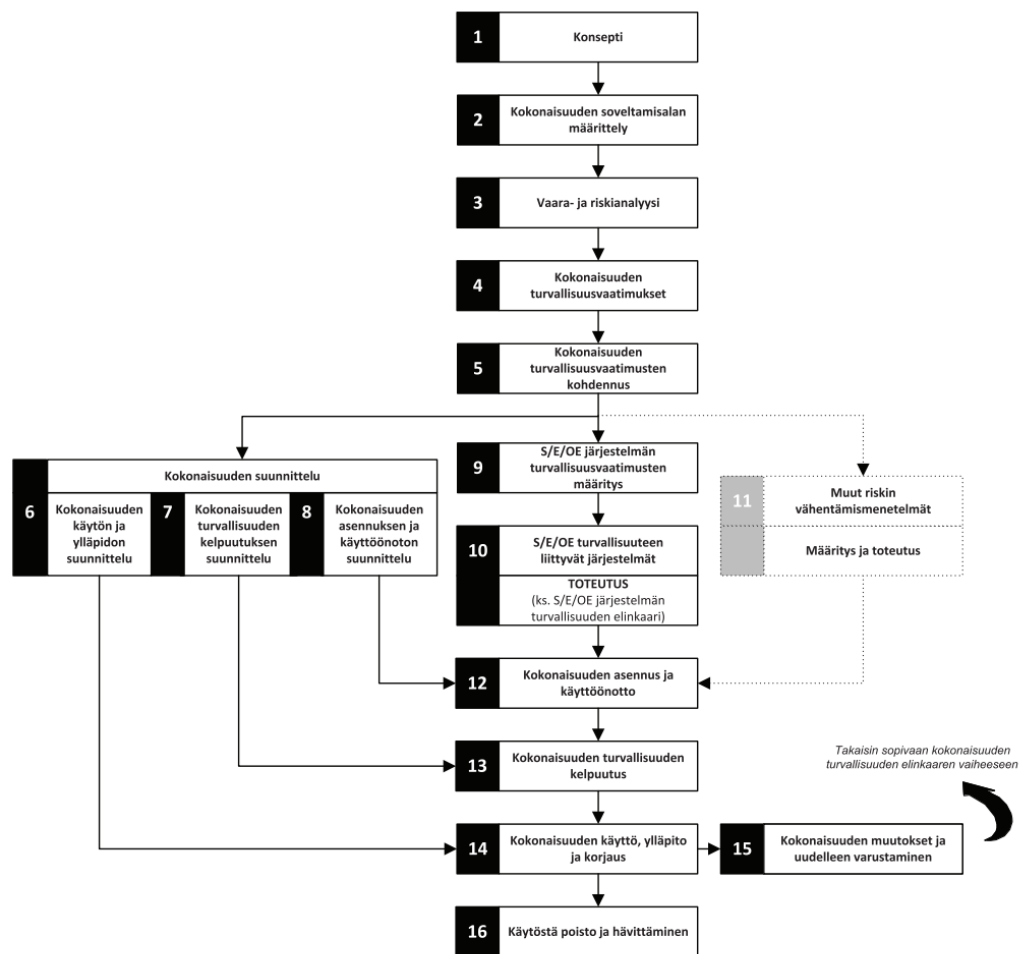 1
Konsepti
2
Kokonaisuuden soveltamisalan
määrittely
3
Vaara- ja riskianalyysi
4
Kokonaisuuden
turvallisuusvaatimukset
5
Kokonaisuuden
turvallisuusvaatimusten
kohdennus
Kokonaisuuden suunnittelu
6
Kokonaisuuden
käytön ja
ylläpidon
suunnittelu
7
Kokonaisuuden
turvallisuuden
kelpuutuksen
suunnittelu
8
Kokonaisuuden
asennuksen ja
käyttöönoton
suunnittelu
9
S/E/OE järjestelmän
turvallisuusvaatimusten
määritys
10
S/E/OE turvallisuuteen
liittyvät järjestelmät
TOTEUTUS
(ks. S/E/OE järjestelmän
turvallisuuden elinkaari)
11
Muut riskin
vähentämismenetelmät
Määritys ja toteutus
12
Kokonaisuuden asennus ja
käyttöönotto
13
Kokonaisuuden turvallisuuden
kelpuutus
Takaisin sopivaan kokonaisuuden
turvallisuuden elinkaaren vaiheeseen
14
Kokonaisuuden käyttö, ylläpito
ja korjaus
15
Kokonaisuuden muutokset ja
uudelleen varustaminen
16
Käytöstä poisto ja hävittäminen